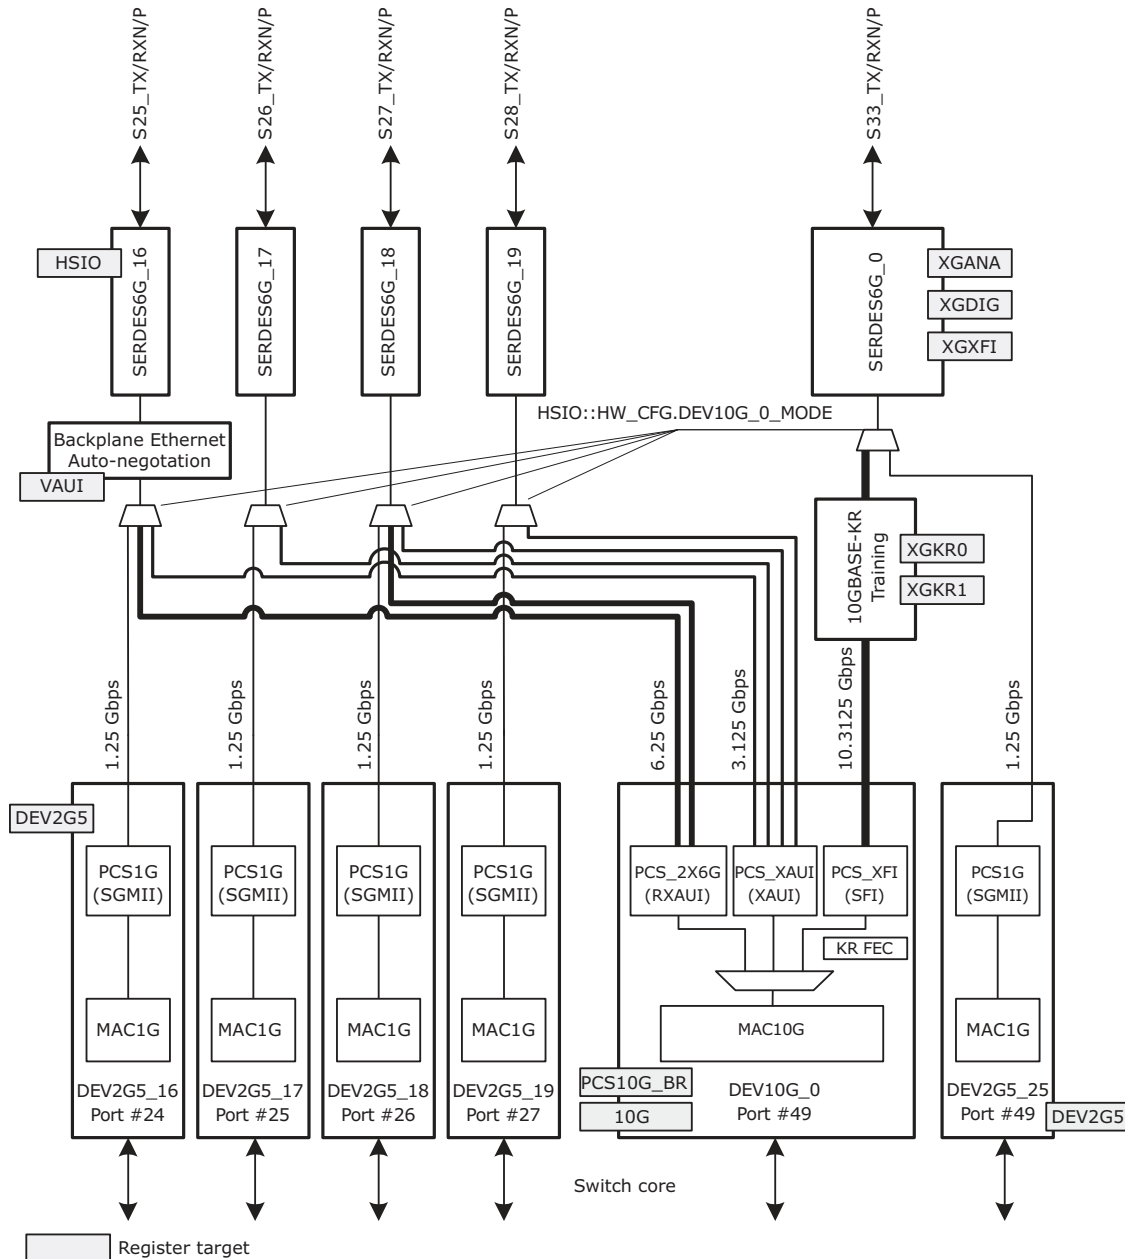 S25_TX/RXN/P
S26_TX/RXN/P
S27_TX/RXN/P
S28_TX/RXN/P
S33_TX/RXN/P
HSIO
SERDES6G_16
SERDES6G_17
SERDES6G_18
SERDES6G_19
SERDES6G_0
XGANA
XGDIG
XGXFI
HSIO::HW_CFG.DEV10G_0_MODE
Backplane Ethernet
Auto-negotation
VAUI
10GBASE-KR
Training
XGKR0
XGKR1
1.25 Gbps
1.25 Gbps
1.25 Gbps
1.25 Gbps
6.25 Gbps
3.125 Gbps
10.3125 Gbps
1.25 Gbps
DEV2G5
PCS1G
(SGMII)
PCS1G
(SGMII)
PCS1G
(SGMII)
PCS1G
(SGMII)
PCS_2X6G
(RXAUI)
PCS_XAUI
(XAUI)
PCS_XFI
(SFI)
PCS1G
(SGMII)
KR FEC
MAC1G
MAC1G
MAC1G
MAC1G
MAC10G
MAC1G
DEV2G5_16
Port #24
DEV2G5_17
Port #25
DEV2G5_18
Port #26
DEV2G5_19
Port #27
PCS10G_BR
10G
DEV10G_0
Port #49
DEV2G5_25
Port #49
DEV2G5
Switch core
Register target